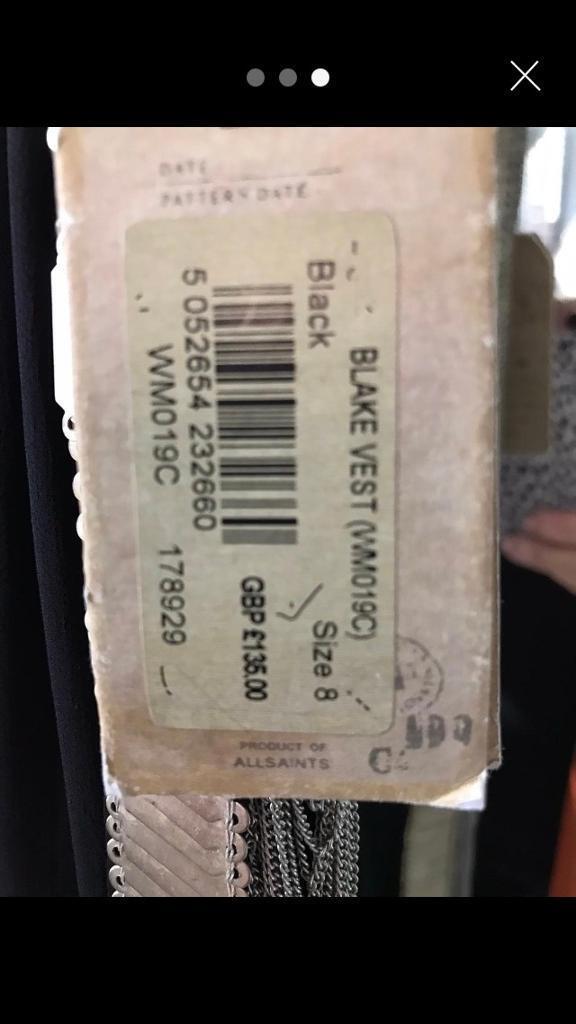 DATE
PATTERN DATE
BLAKE VEST (WM019C)
Black
Size 8
5 052654 232660
GBP £135.00
WM019C
178929
PRODUCT OF
ALLSAINTS